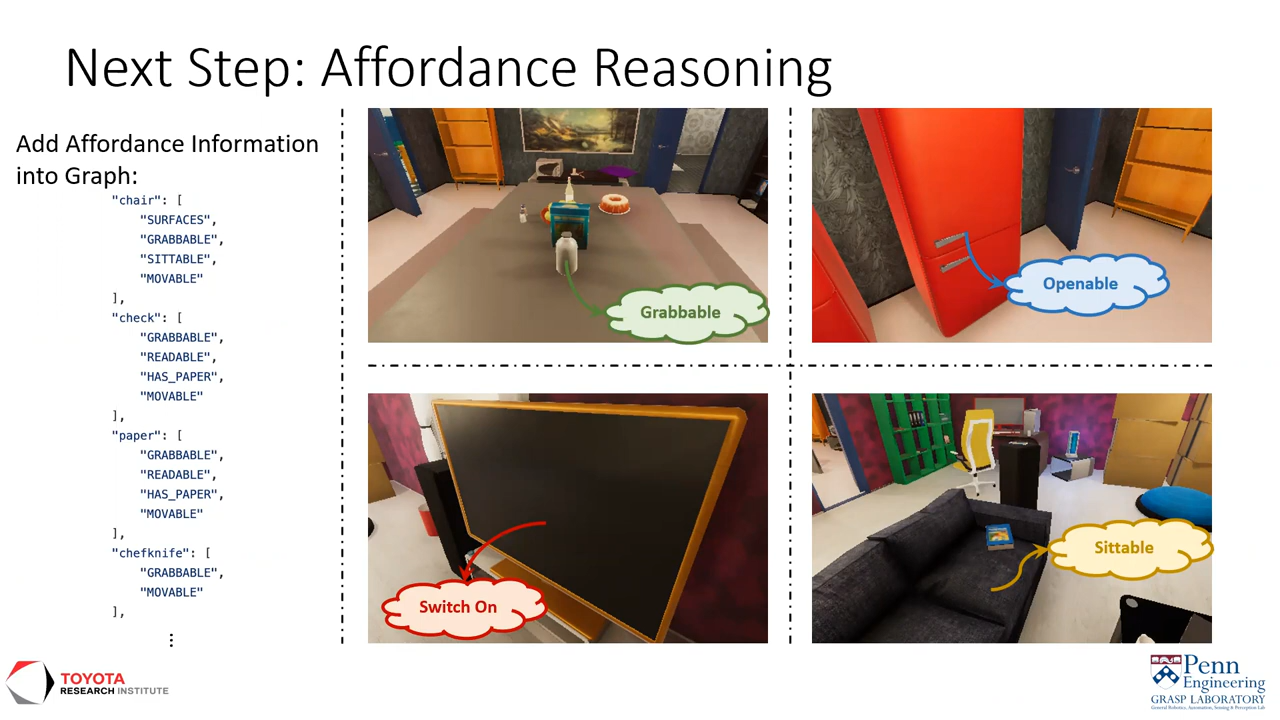 Next Step: Affordance Reasoning
Add Affordance Information
into Graph:
"chair": [
"SURFACES",
"GRABBABLE",
"SITTABLE",
"MOVABLE"
],
"check": [
"GRABBABLE",
"READABLE",
"HAS_PAPER",
"MOVABLE"
],
"paper": [
"GRABBABLE",
"READABLE",
"HAS_PAPER",
"MOVABLE"
],
"chefknife": [
"GRABBABLE",
"MOVABLE"
],
⋮
Grabbable
Openable
Switch On
Sittable
TOYOTA
RESEARCH INSTITUTE
Penn
Engineering
GRASP LABORATORY
General Robotics, Automation, Sensing & Perception Lab